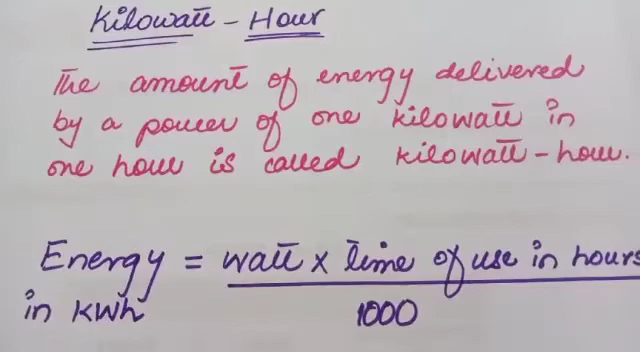 Kilowatt - Hour
The amount of energy delivered
by a power of one kilowatt in
one hour is called kilowatt-hour.
Energy = watt x time of use in hours
in kwh 1000